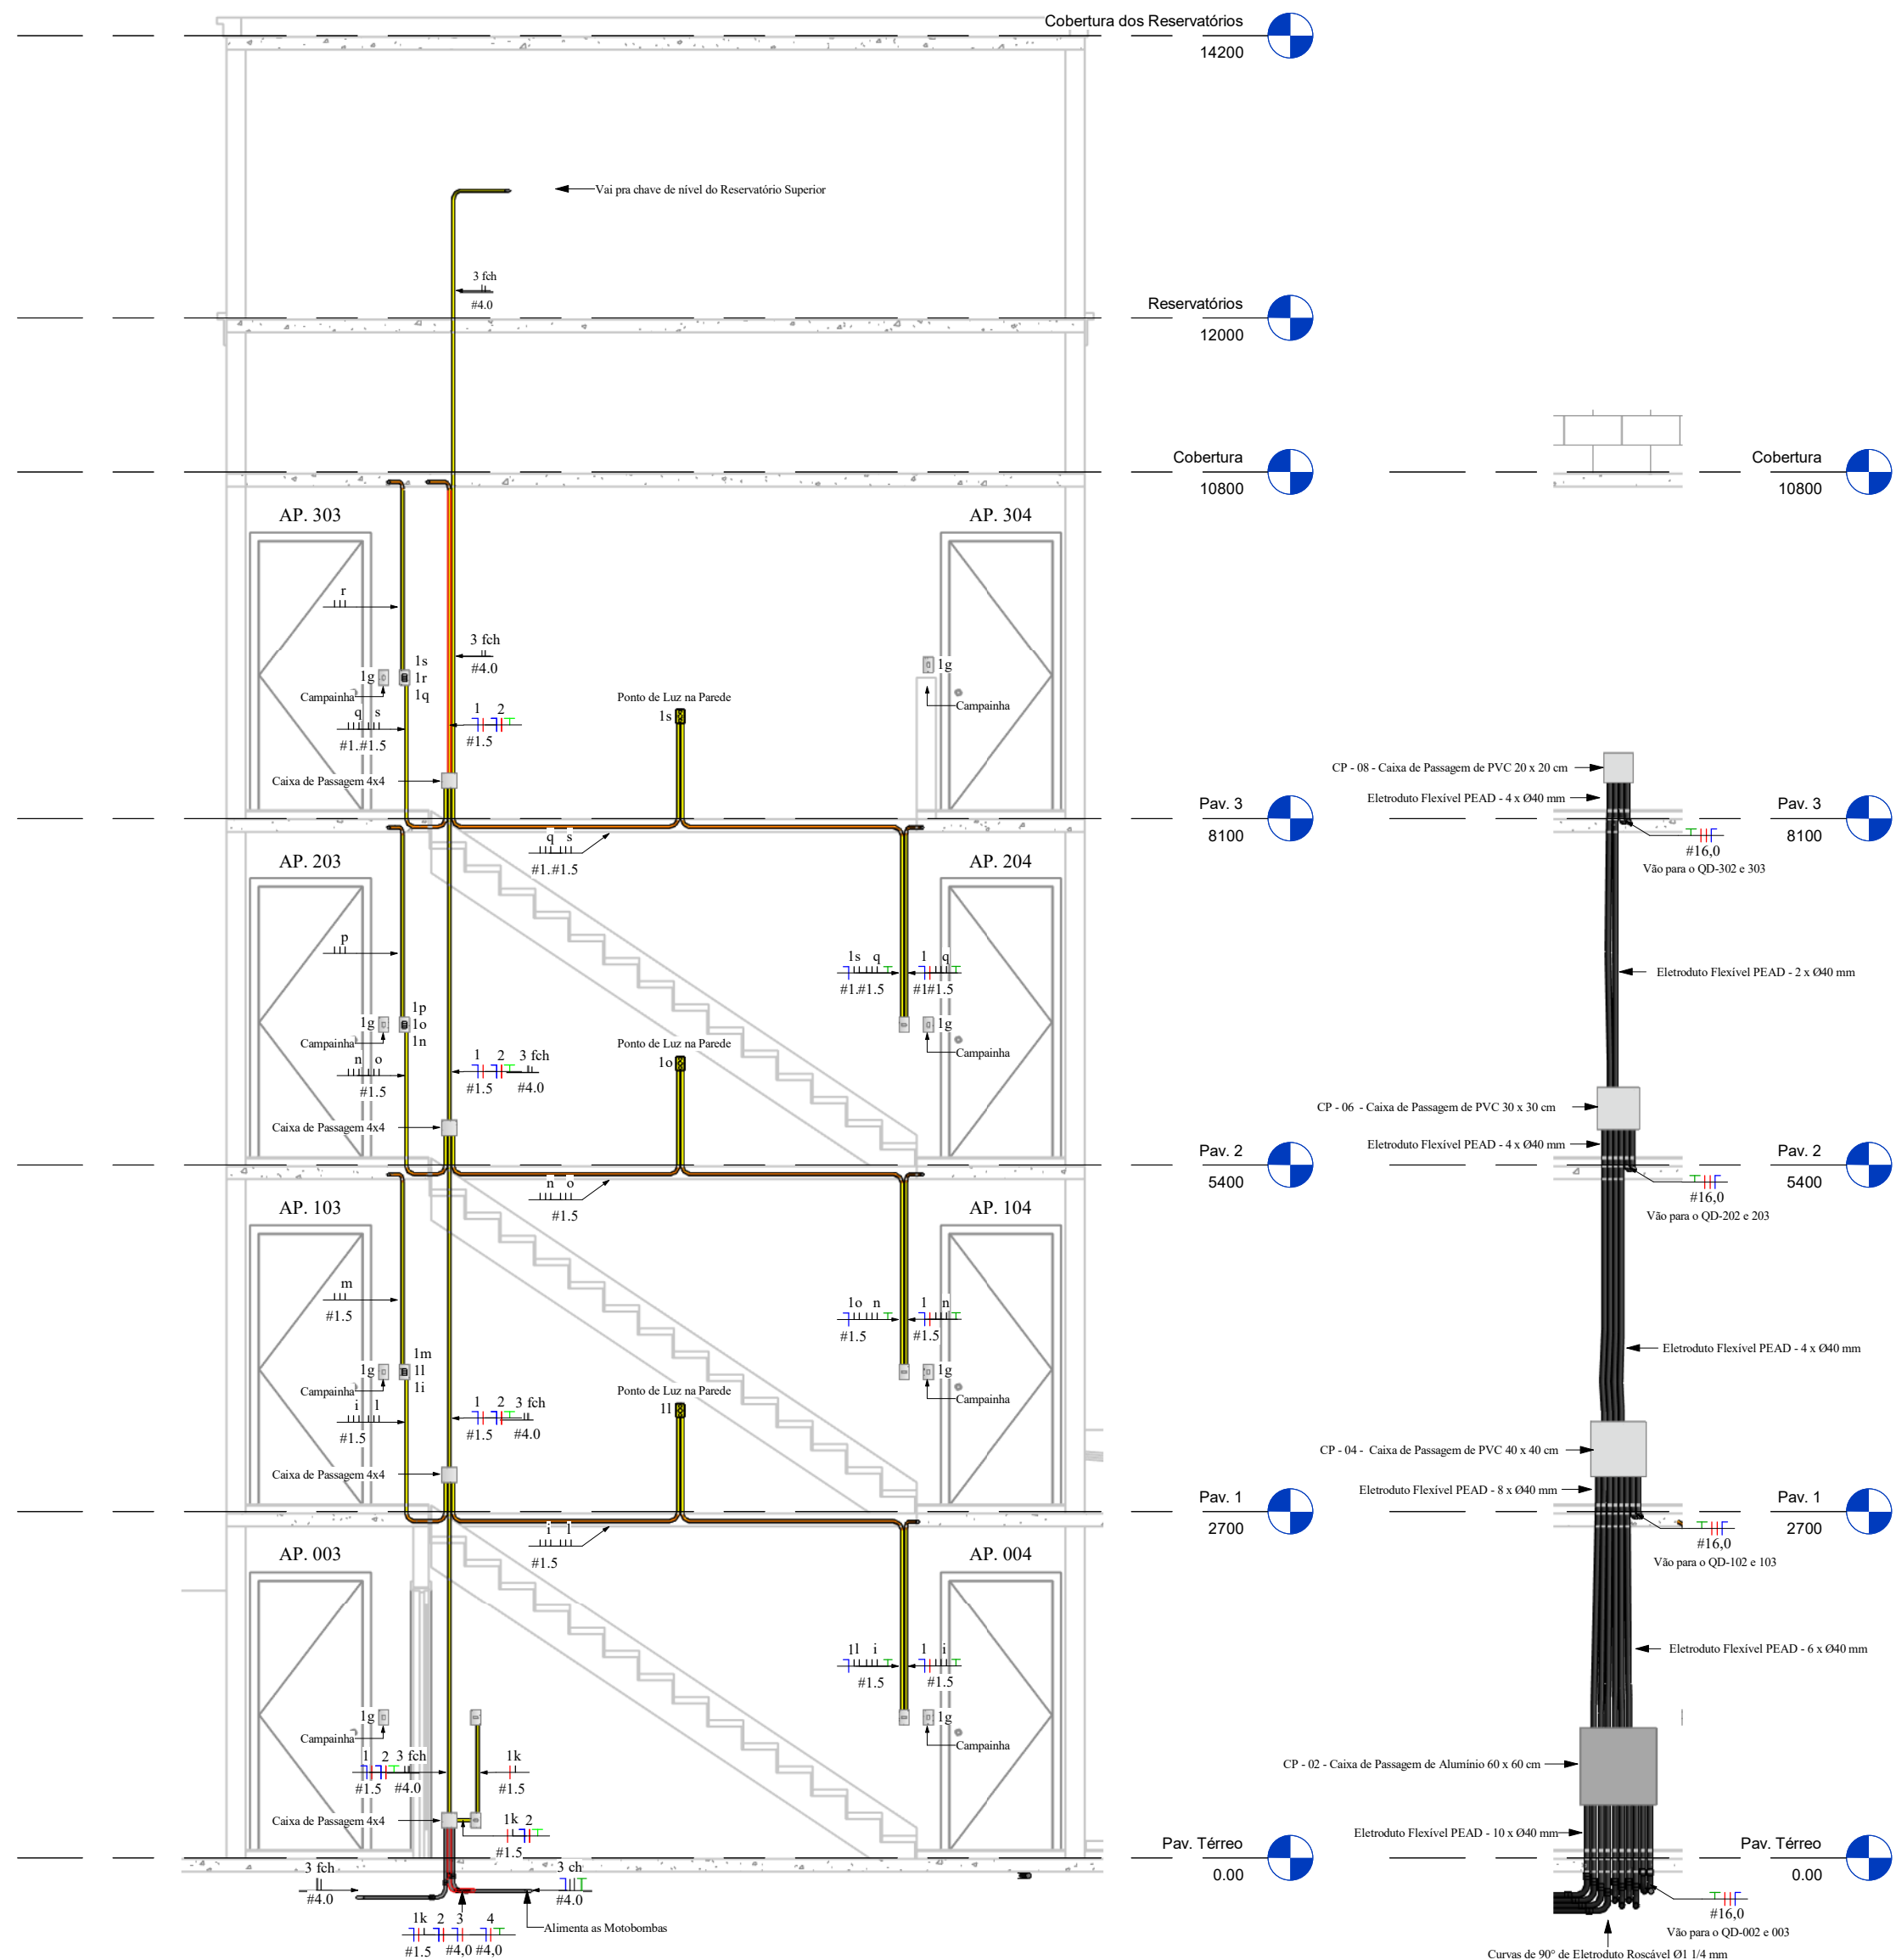 Cobertura dos Reservatórios
14200
Vai pra chave de nível do Reservatório Superior
3 fch
#4.0
Reservatórios
12000
Cobertura
10800
Cobertura
10800
AP. 303
AP. 304
r
3 fch
#4.0
1g
1s
1r
1q
Campainha
q s
#1.#1.5
1 2
#1.5
Ponto de Luz na Parede
1s
1g
Campainha
Caixa de Passagem 4x4
CP - 08 - Caixa de Passagem de PVC 20 x 20 cm
Eletroduto Flexível PEAD - 4 x Ø40 mm
Pav. 3
8100
Pav. 3
8100
#16,0
Vão para o QD-302 e 303
q s
#1.#1.5
AP. 203
AP. 204
p
1s q
#1.#1.5
1 q
#1#1.5
Eletroduto Flexível PEAD - 2 x Ø40 mm
1g
1p
1o
1n
Campainha
n o
#1.5
1 2 3 fch
#1.5 #4.0
Ponto de Luz na Parede
1o
1g
Campainha
Caixa de Passagem 4x4
CP - 06 - Caixa de Passagem de PVC 30 x 30 cm
Eletroduto Flexível PEAD - 4 x Ø40 mm
Pav. 2
5400
Pav. 2
5400
#16,0
Vão para o QD-202 e 203
n o
#1.5
AP. 103
AP. 104
m
#1.5
1o n
#1.5
1 n
#1.5
Eletroduto Flexível PEAD - 4 x Ø40 mm
1g
1m
1l
1i
Campainha
i l
#1.5
1 2 3 fch
#1.5 #4.0
Ponto de Luz na Parede
1l
1g
Campainha
Caixa de Passagem 4x4
CP - 04 - Caixa de Passagem de PVC 40 x 40 cm
Eletroduto Flexível PEAD - 8 x Ø40 mm
Pav. 1
2700
Pav. 1
2700
#16,0
Vão para o QD-102 e 103
i l
#1.5
AP. 003
AP. 004
1l i
#1.5
1 i
#1.5
Eletroduto Flexível PEAD - 6 x Ø40 mm
1g
Campainha
1g
Campainha
1 2 3 fch
#1.5 #4.0
1k
#1.5
CP - 02 - Caixa de Passagem de Alumínio 60 x 60 cm
Caixa de Passagem 4x4
1k 2
#1.5
Eletroduto Flexível PEAD - 10 x Ø40 mm
Pav. Térreo
0.00
Pav. Térreo
0.00
3 fch
#4.0
3 ch
#4.0
#16,0
Vão para o QD-002 e 003
1k 2 3 4
#1.5 #4,0 #4,0
Alimenta as Motobombas
Curvas de 90° de Eletroduto Roscável Ø1 1/4 mm